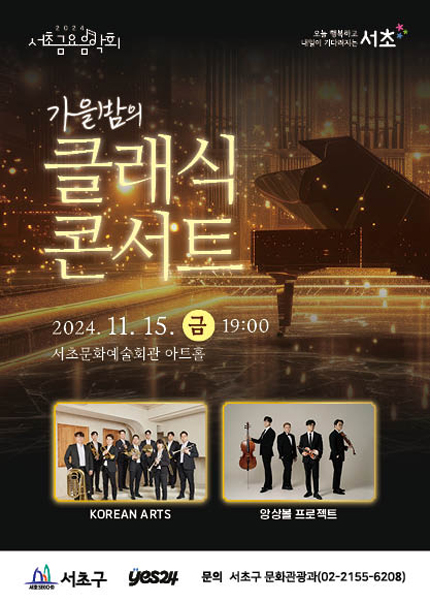 2024
서초금요음악회
오늘 행복하고
내일이 기다려지는 서초
가을밤의
클래식
콘서트
2024. 11. 15. 금 19:00
서초문화예술회관 아트홀
KOREAN ARTS
앙상블 프로젝트
서초구 yes24 문의 서초구 문화관광과(02-2155-6208)